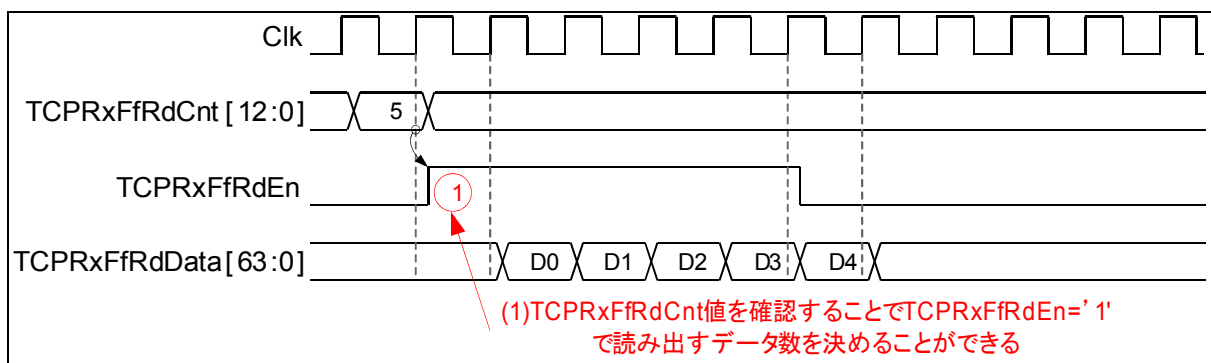 Clk
TCPRxFfRdCnt[12:0]
5
TCPRxFfRdEn
1
TCPRxFfRdData[63:0]
D0 D1 D2 D3 D4
(1)TCPRxFfRdCnt値を確認することでTCPRxFfRdEn=’1'
で読み出すデータ数を決めることができる